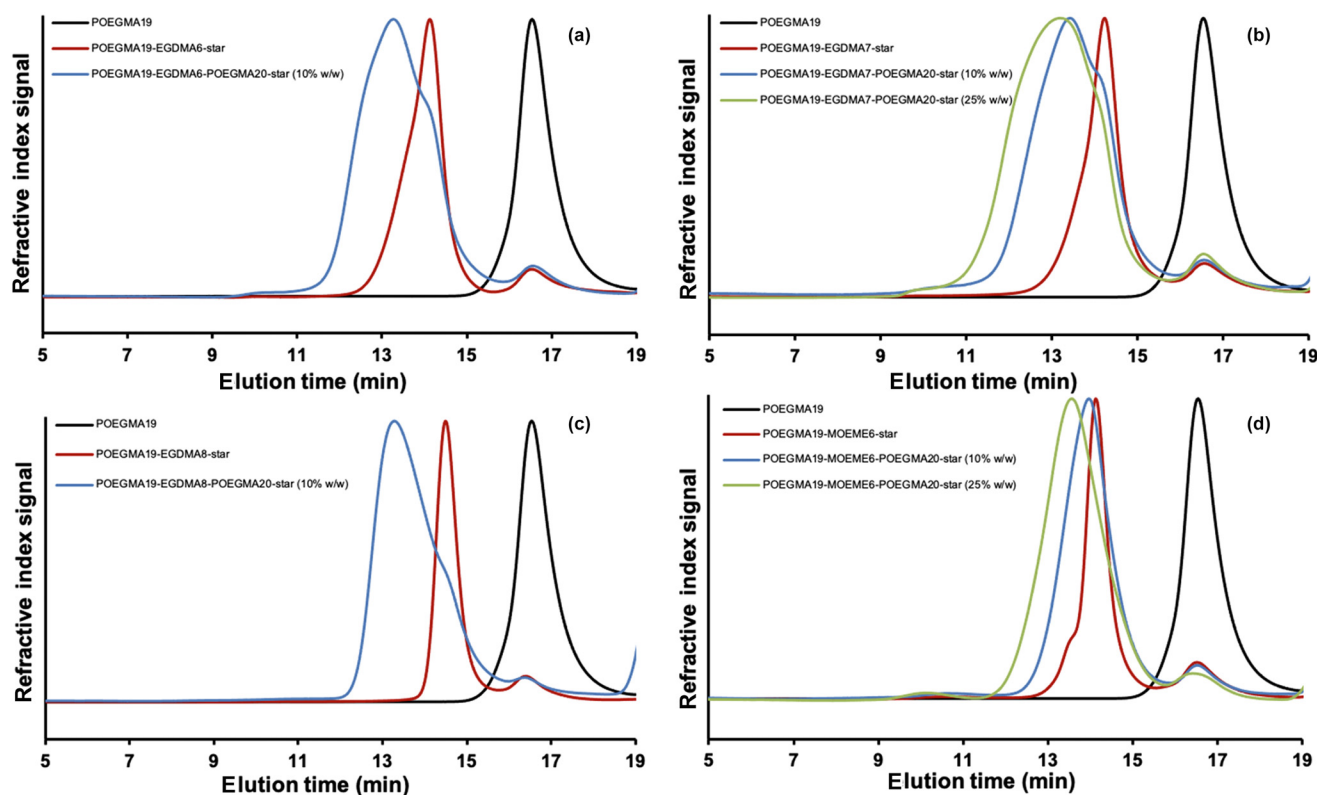 POEGMA19
POEGMA19-EGDMA6-star
POEGMA19-EGDMA6-POEGMA20-star (10% w/w)
(a)
Refractive index signal
5 7 9 11 13 15 17 19
Elution time (min)
POEGMA19
POEGMA19-EGDMA7-star
POEGMA19-EGDMA7-POEGMA20-star (10% w/w)
POEGMA19-EGDMA7-POEGMA20-star (25% w/w)
(b)
Refractive index signal
5 7 9 11 13 15 17 19
Elution time (min)
POEGMA19
POEGMA19-EGDMA8-star
POEGMA19-EGDMA8-POEGMA20-star (10% w/w)
(c)
Refractive index signal
5 7 9 11 13 15 17 19
Elution time (min)
POEGMA19
POEGMA19-MOEME6-star
POEGMA19-MOEME6-POEGMA20-star (10% w/w)
POEGMA19-MOEME6-POEGMA20-star (25% w/w)
(d)
Refractive index signal
5 7 9 11 13 15 17 19
Elution time (min)